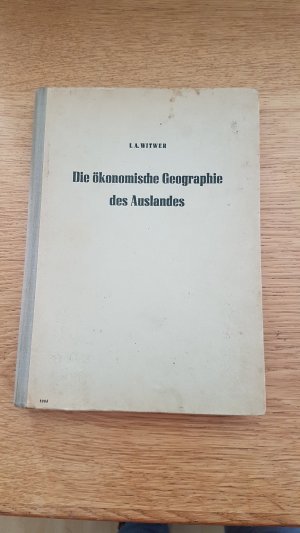 I. A. WITWER
Die ökonomische Geographie
des Auslandes